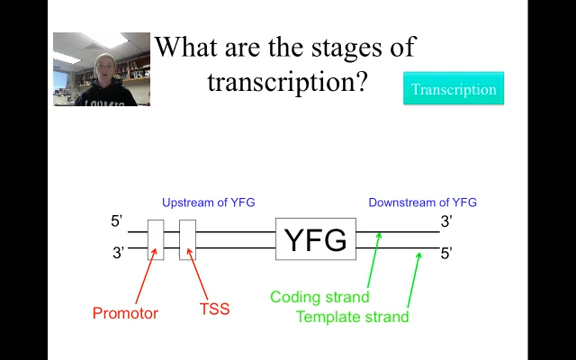 What are the stages of
transcription?
Transcription
Upstream of YFG
Downstream of YFG
5’
3’
YFG
3’
5’
Promotor
TSS
Coding strand
Template strand